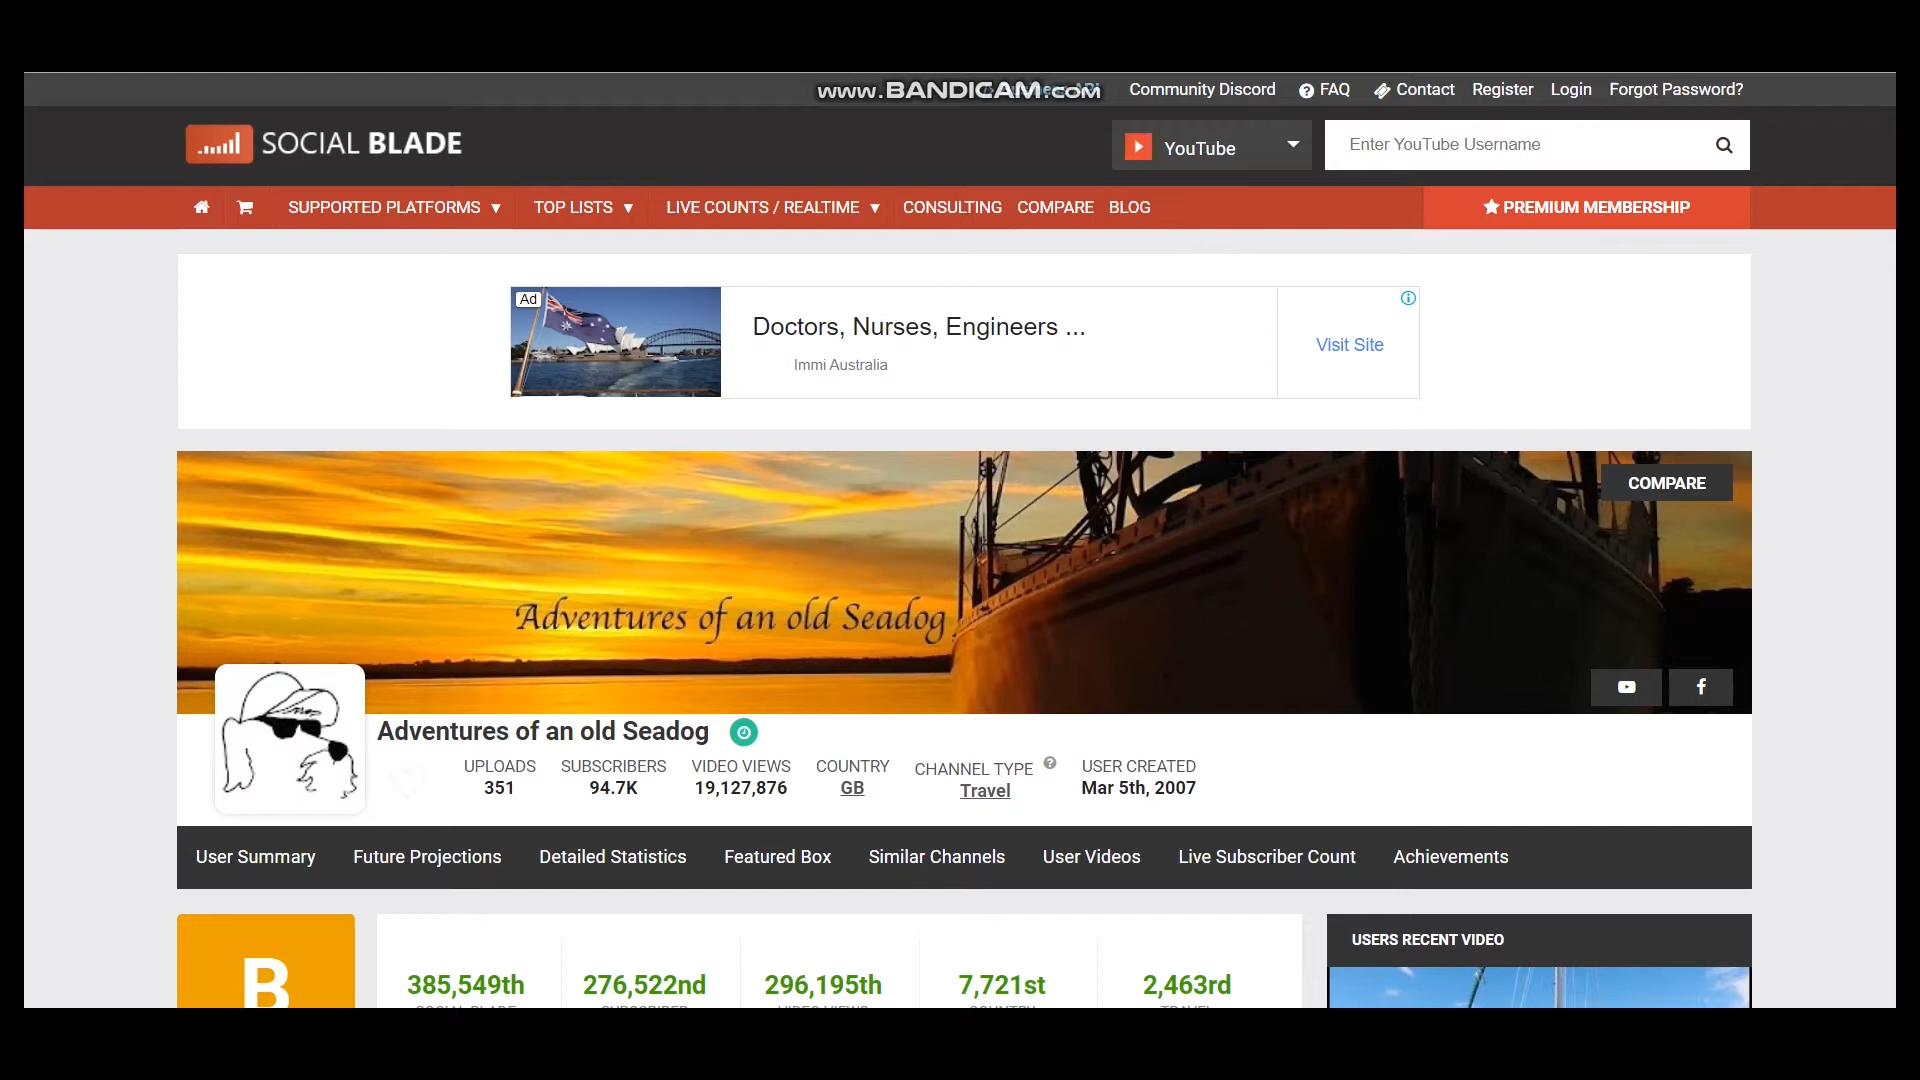 www.BANDICAM.com
Community Discord
FAQ
Contact
Register
Login
Forgot Password?
SOCIAL BLADE
YouTube
Enter YouTube Username
SUPPORTED PLATFORMS
TOP LISTS
LIVE COUNTS / REALTIME
CONSULTING
COMPARE
BLOG
PREMIUM MEMBERSHIP
Ad
Doctors, Nurses, Engineers ...
Immi Australia
Visit Site
COMPARE
Adventures of an old Seadog
Adventures of an old Seadog
UPLOADS
351
SUBSCRIBERS
94.7K
VIDEO VIEWS
19,127,876
COUNTRY
GB
CHANNEL TYPE
Travel
USER CREATED
Mar 5th, 2007
User Summary
Future Projections
Detailed Statistics
Featured Box
Similar Channels
User Videos
Live Subscriber Count
Achievements
B
385,549th
276,522nd
296,195th
7,721st
2,463rd
USERS RECENT VIDEO